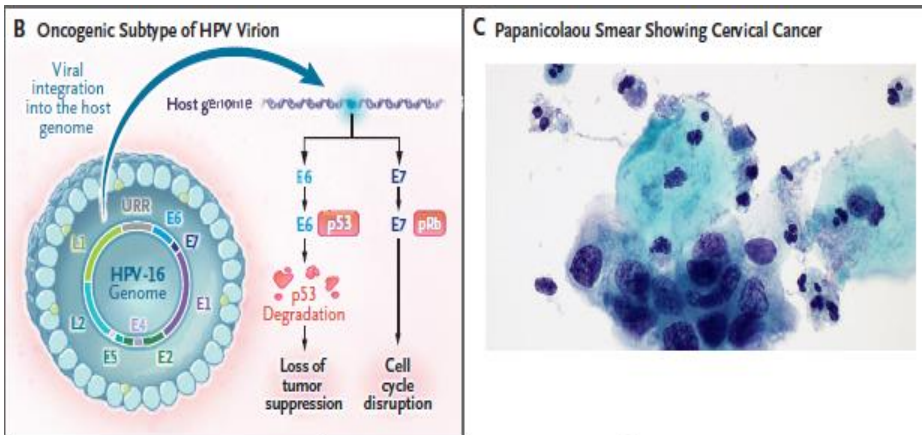 B Oncogenic Subtype of HPV Virion
Viral
integration
into the host
genome
Host genome
E6
E7
E6 p53
E7 pRb
p53
Degradation
Loss of
tumor
suppression
Cell
cycle
disruption
URR
E6
E7
L1
HPV-16
Genome
E1
L2
E4
E5
E2
C Papanicolaou Smear Showing Cervical Cancer